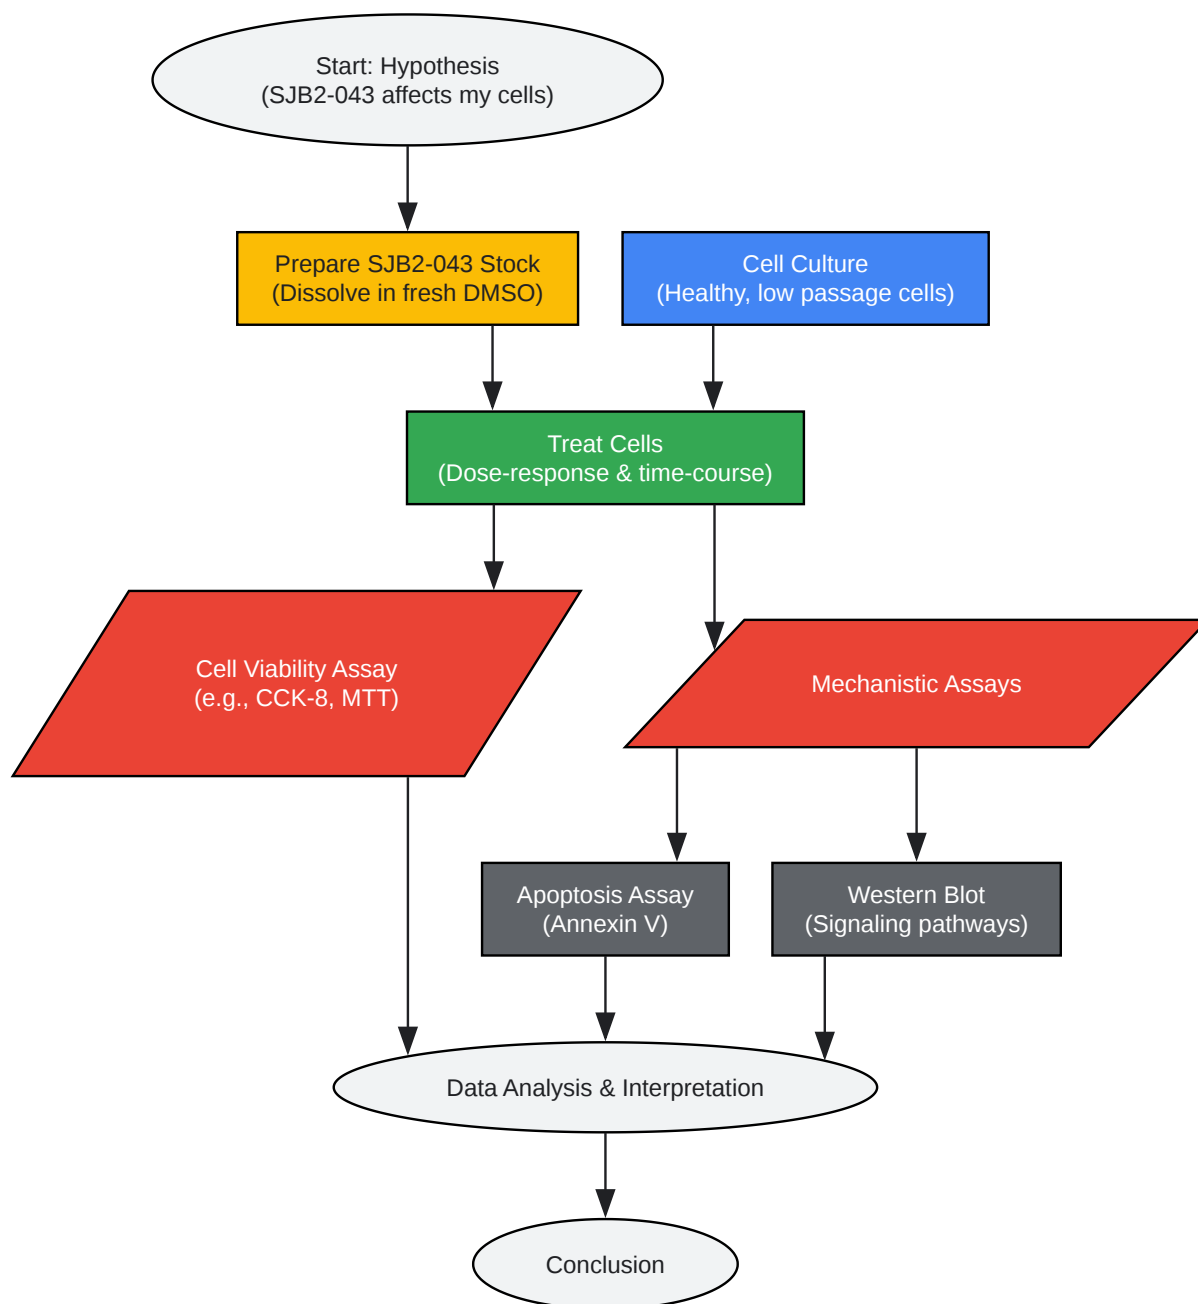 Start: Hypothesis
(SJB2-043 affects my cells)
Prepare SJB2-043 Stock
(Dissolve in fresh DMSO)
Cell Culture
(Healthy, low passage cells)
Treat Cells
(Dose-response & time-course)
Cell Viability Assay
(e.g., CCK-8, MTT)
Mechanistic Assays
Apoptosis Assay
(Annexin V)
Western Blot
(Signaling pathways)
Data Analysis & Interpretation
Conclusion